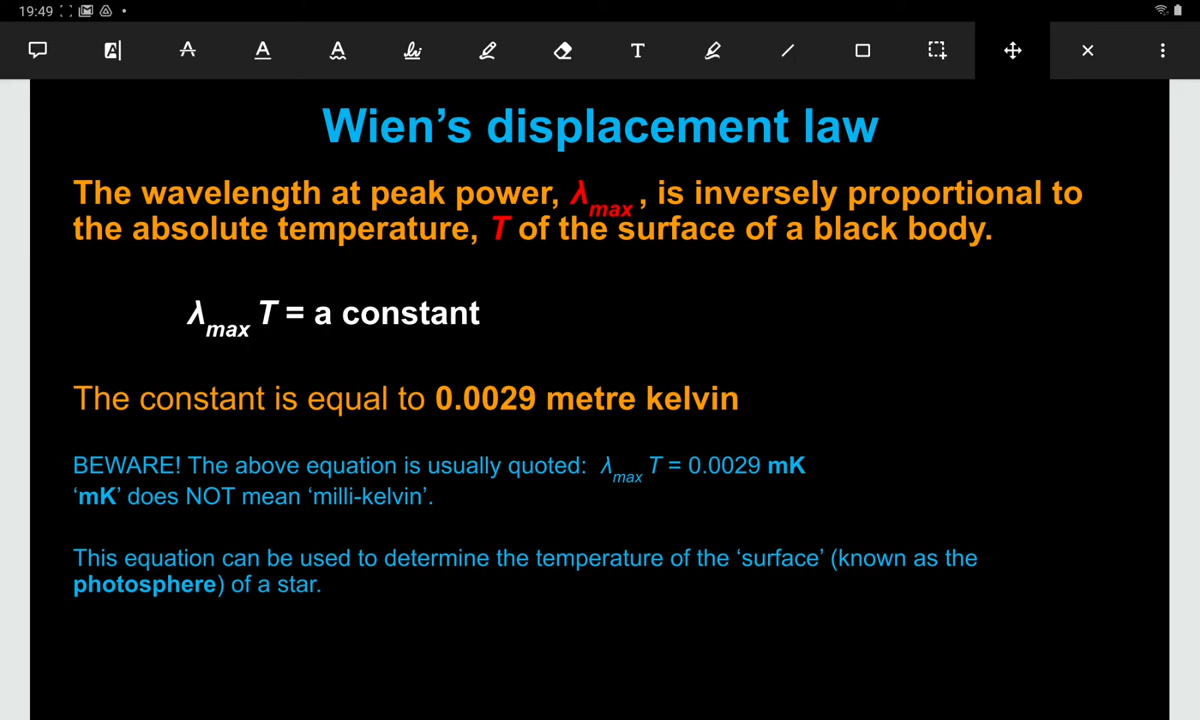 19:49
Wien’s displacement law
The wavelength at peak power, λmax , is inversely proportional to
the absolute temperature, T of the surface of a black body.
λmax T = a constant
The constant is equal to 0.0029 metre kelvin
BEWARE! The above equation is usually quoted: λmax T = 0.0029 mK
‘mK’ does NOT mean ‘milli-kelvin’.
This equation can be used to determine the temperature of the ‘surface’ (known as the
photosphere) of a star.